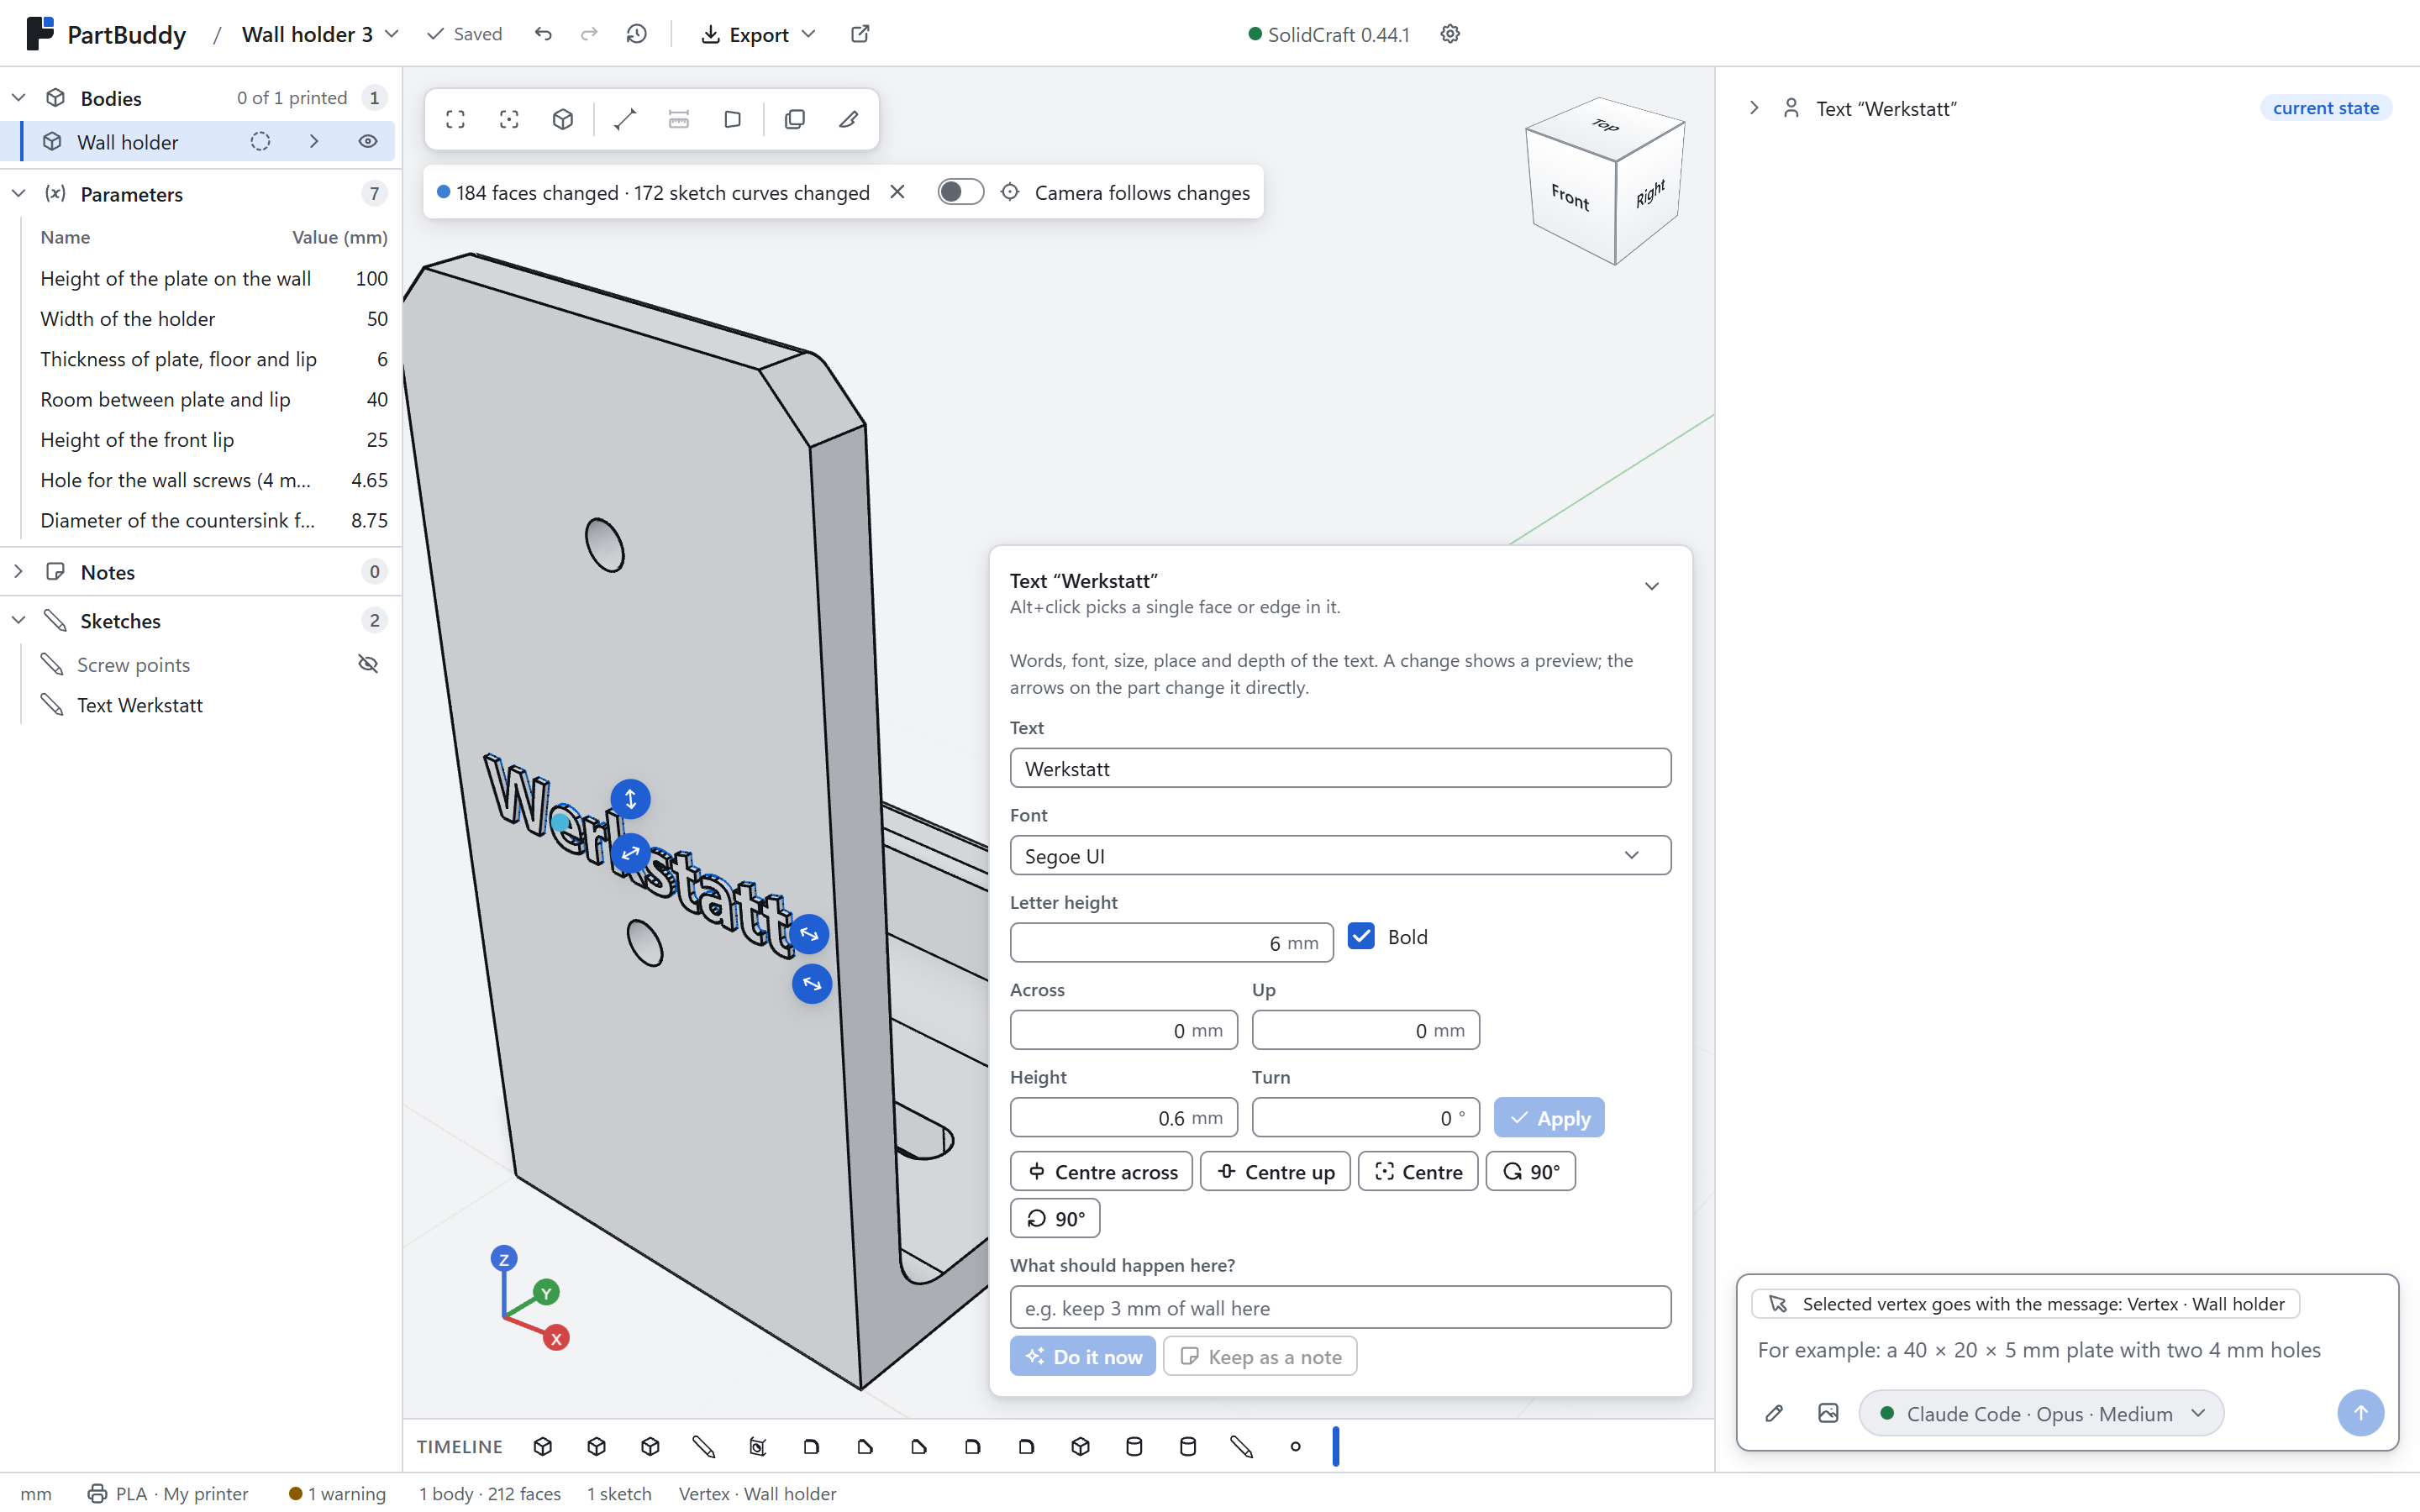 PartBuddy / Wall holder 3 Saved Export SolidCraft 0.44.1
Bodies 0 of 1 printed 1
Wall holder
Parameters 7
Name Value (mm)
Height of the plate on the wall 100
Width of the holder 50
Thickness of plate, floor and lip 6
Room between plate and lip 40
Height of the front lip 25
Hole for the wall screws (4 m... 4.65
Diameter of the countersink f... 8.75
Notes 0
Sketches 2
Screw points
Text Werkstatt
184 faces changed · 172 sketch curves changed Camera follows changes
Top
Front
Right
Werkstatt
Z
Y
X
Text “Werkstatt”
Alt+click picks a single face or edge in it.
Words, font, size, place and depth of the text. A change shows a preview; the
arrows on the part change it directly.
Text
Werkstatt
Font
Segoe UI
Letter height
6 mm Bold
Across Up
0 mm 0 mm
Height Turn
0.6 mm 0 ° Apply
Centre across Centre up Centre 90°
90°
What should happen here?
e.g. keep 3 mm of wall here
Do it now Keep as a note
TIMELINE
Text “Werkstatt” current state
Selected vertex goes with the message: Vertex · Wall holder
For example: a 40 × 20 × 5 mm plate with two 4 mm holes
Claude Code · Opus · Medium
mm PLA · My printer 1 warning 1 body · 212 faces 1 sketch Vertex · Wall holder